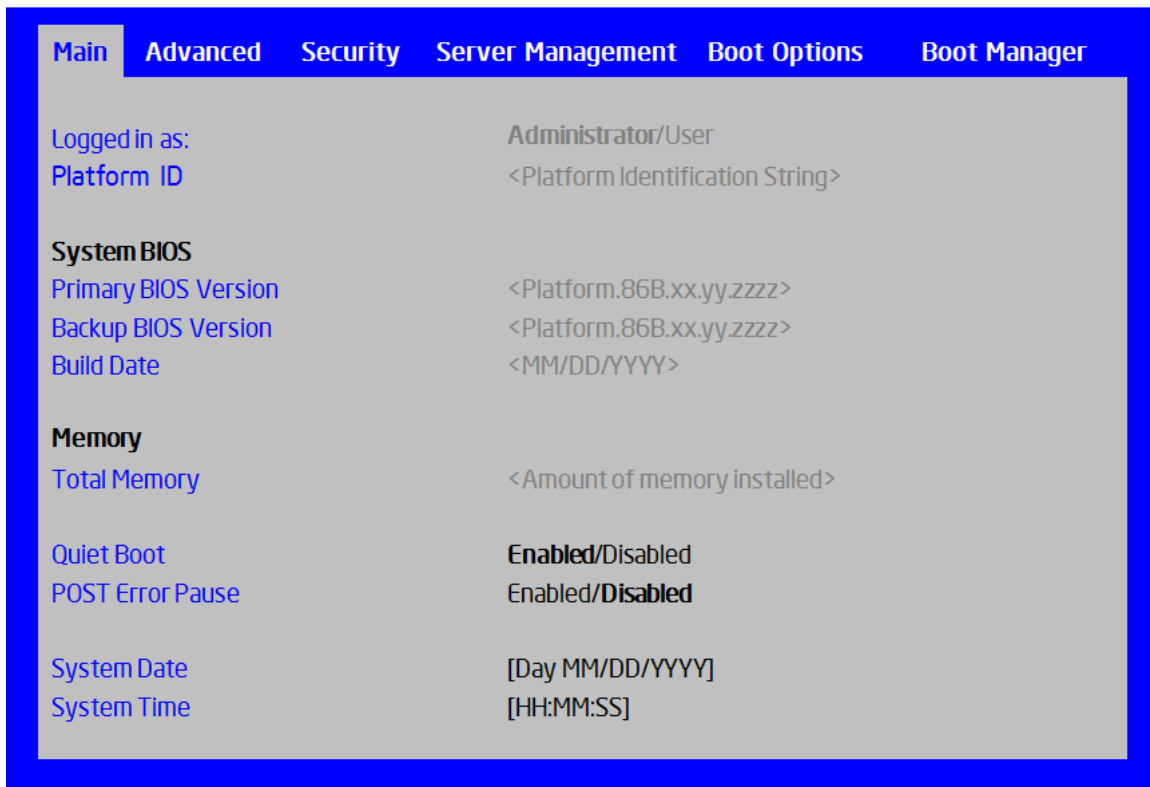 Main Advanced Security Server Management Boot Options Boot Manager
Logged in as: Administrator/User
Platform ID <Platform Identification String>
System BIOS
Primary BIOS Version <Platform.86B.xx.yy.zzzz>
Backup BIOS Version <Platform.86B.xx.yy.zzzz>
Build Date <MM/DD/YYYY>
Memory
Total Memory <Amount of memory installed>
Quiet Boot Enabled/Disabled
POST Error Pause Enabled/Disabled
System Date [Day MM/DD/YYYY]
System Time [HH:MM:SS]